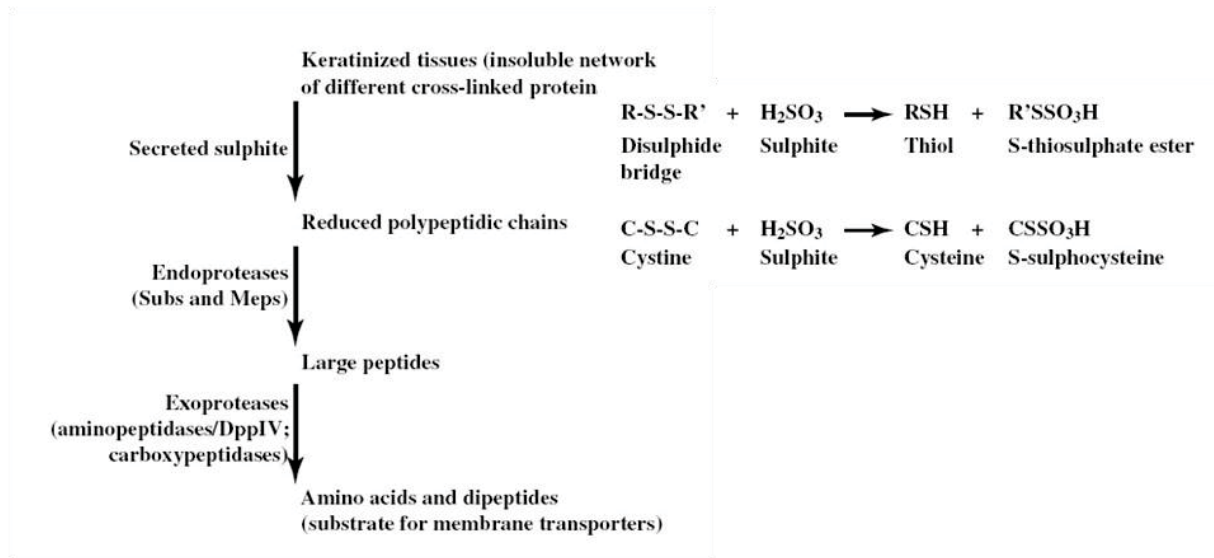 Keratinized tissues (insoluble network
of different cross-linked protein
Secreted sulphite
Reduced polypeptidic chains
Endoproteases
(Subs and Meps)
Large peptides
Exoproteases
(aminopeptidases/DppIV;
carboxypeptidases)
Amino acids and dipeptides
(substrate for membrane transporters)
R-S-S-R’ + H₂SO₃ RSH + R’SSO₃H
Disulphide Sulphite Thiol S-thiosulphate ester
bridge
C-S-S-C + H₂SO₃ CSH + CSSO₃H
Cystine Sulphite Cysteine S-sulphocysteine